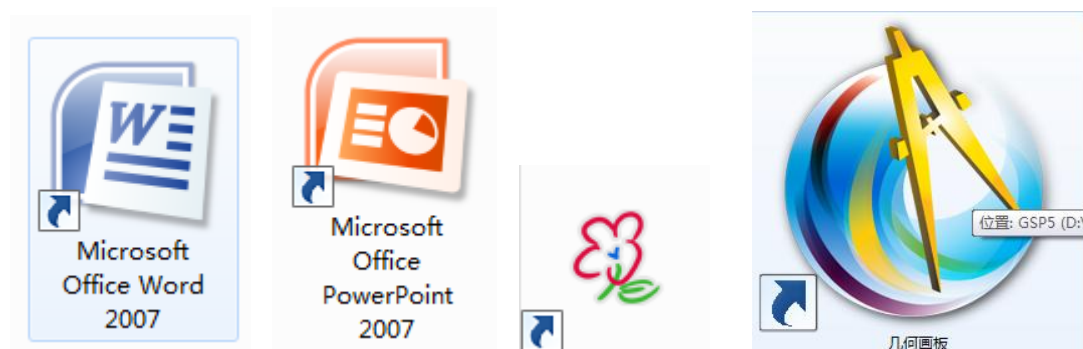 W
Microsoft
Office Word
2007
Microsoft
Office
PowerPoint
2007
位置: GSP5 (D:\
几何画板